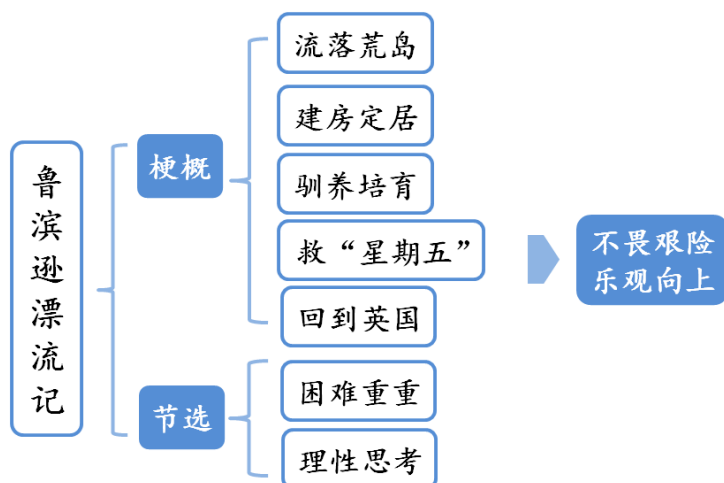 鲁滨逊漂流记
梗概
流落荒岛
建房定居
驯养培育
救“星期五”
回到英国
节选
困难重重
理性思考
不畏艰险
乐观向上